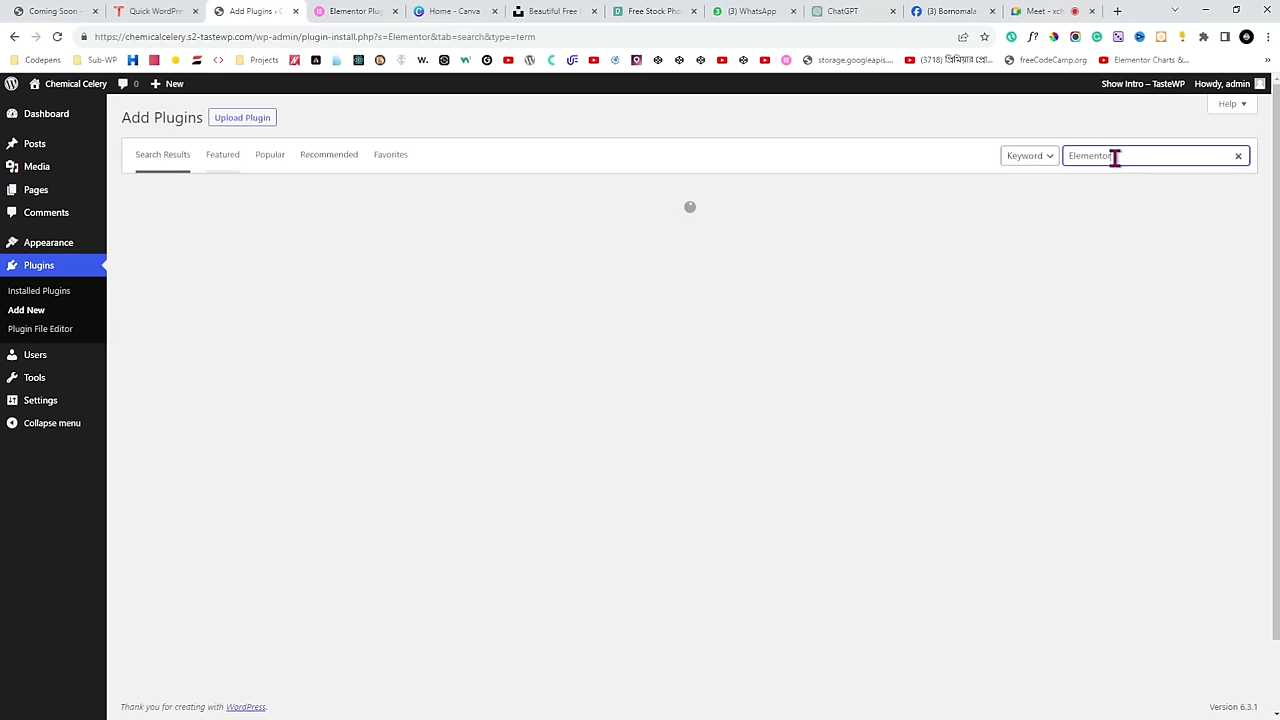 Coming Soon -
Quick WordPre
Add Plugins ‹ C
Elementor Plug
Home - Canva
Beautiful Free I
Free Stock Pho
(3) WhatsApp
ChatGPT
(3) Bornomala
Meet - xch
https://chemicalcelery.s2-tastewp.com/wp-admin/plugin-install.php?s=Elementor&tab=search&type=term
Codepens
Sub-WP
Projects
storage.googleapis....
(3718) প্রিমিয়ার প্রো...
freeCodeCamp.org
Elementor Charts &...
Chemical Celery
0
New
Show Intro – TasteWP
Howdy, admin
Dashboard
Posts
Media
Pages
Comments
Appearance
Plugins
Installed Plugins
Add New
Plugin File Editor
Users
Tools
Settings
Collapse menu
Help
Add Plugins
Upload Plugin
Search Results
Featured
Popular
Recommended
Favorites
Keyword
Elementor
Thank you for creating with WordPress.
Version 6.3.1